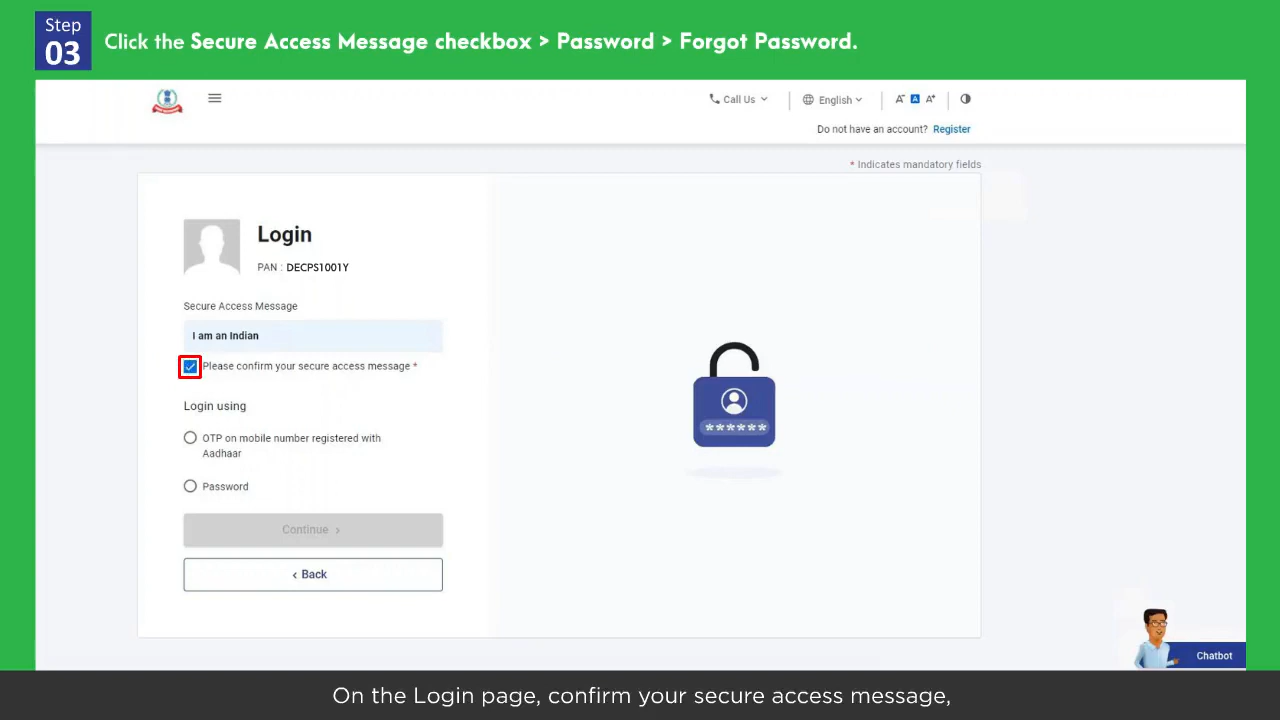 Step
03
Click the Secure Access Message checkbox > Password > Forgot Password.
Call Us
English
A- A A+
Do not have an account? Register
* Indicates mandatory fields
Login
PAN : DECPS1001Y
Secure Access Message
I am an Indian
Please confirm your secure access message *
Login using
OTP on mobile number registered with
Aadhaar
Password
Continue >
< Back
******
Chatbot
On the Login page, confirm your secure access message,